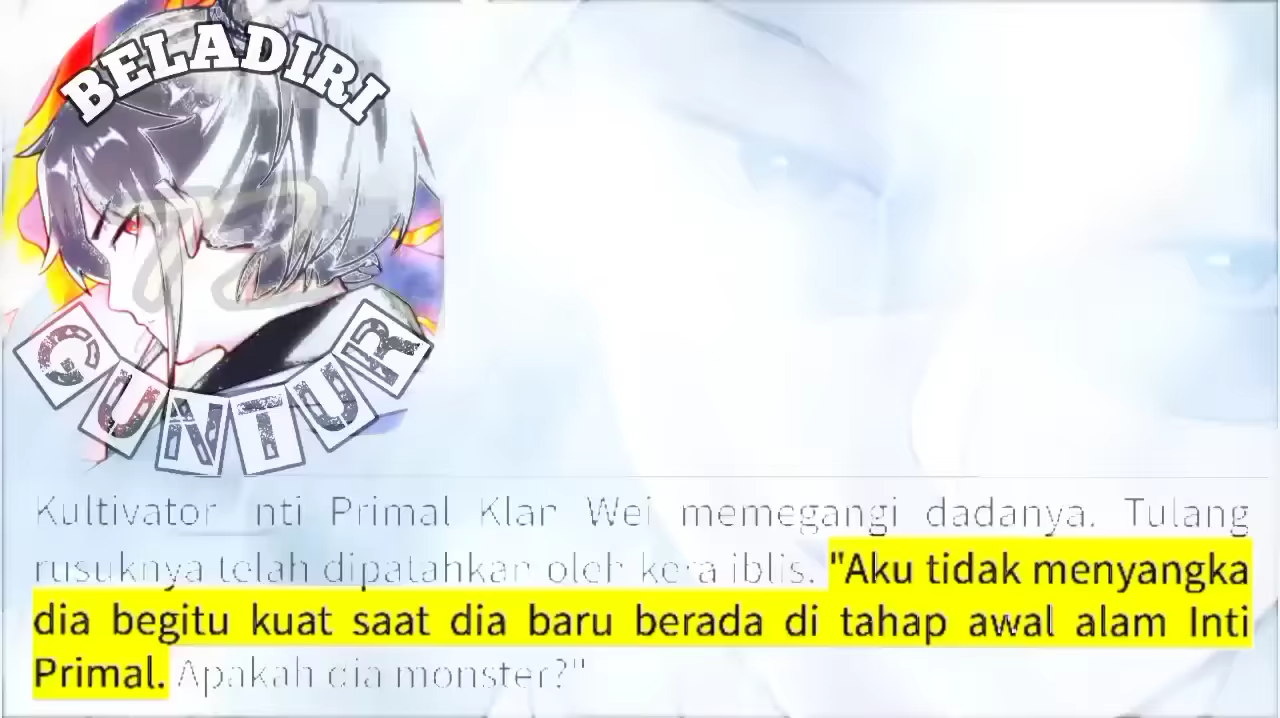 BELADIRI
GUNTUR
Kultivator Inti Primal Klan Wei memegangi dadanya. Tulang
rusuknya telah dipatahkan oleh kera iblis. "Aku tidak menyangka
dia begitu kuat saat dia baru berada di tahap awal alam Inti
Primal. Apakah dia monster?"